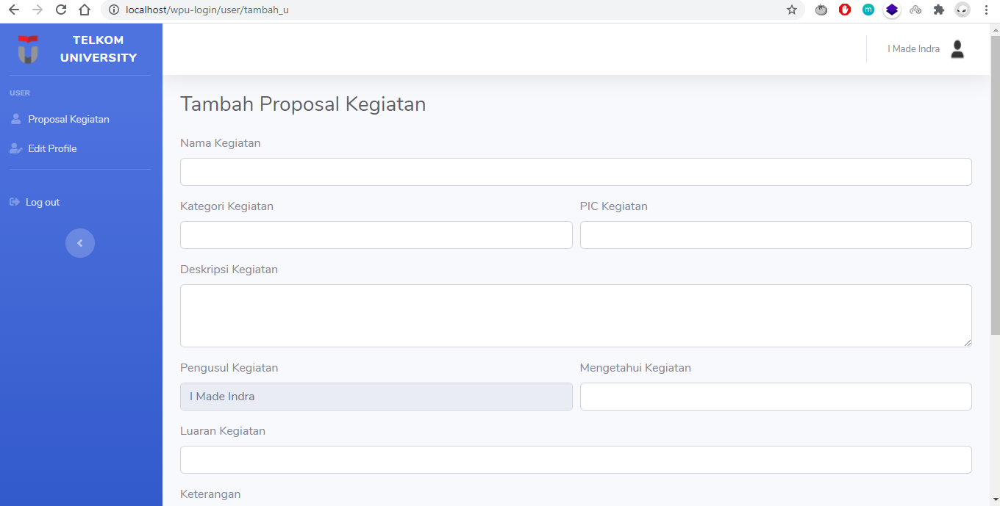 localhost/wpu-login/user/tambah_u
m
TELKOM
UNIVERSITY
I Made Indra
USER
Proposal Kegiatan
Edit Profile
Log out
Tambah Proposal Kegiatan
Nama Kegiatan
Kategori Kegiatan
PIC Kegiatan
Deskripsi Kegiatan
Pengusul Kegiatan
Mengetahui Kegiatan
I Made Indra
Luaran Kegiatan
Keterangan